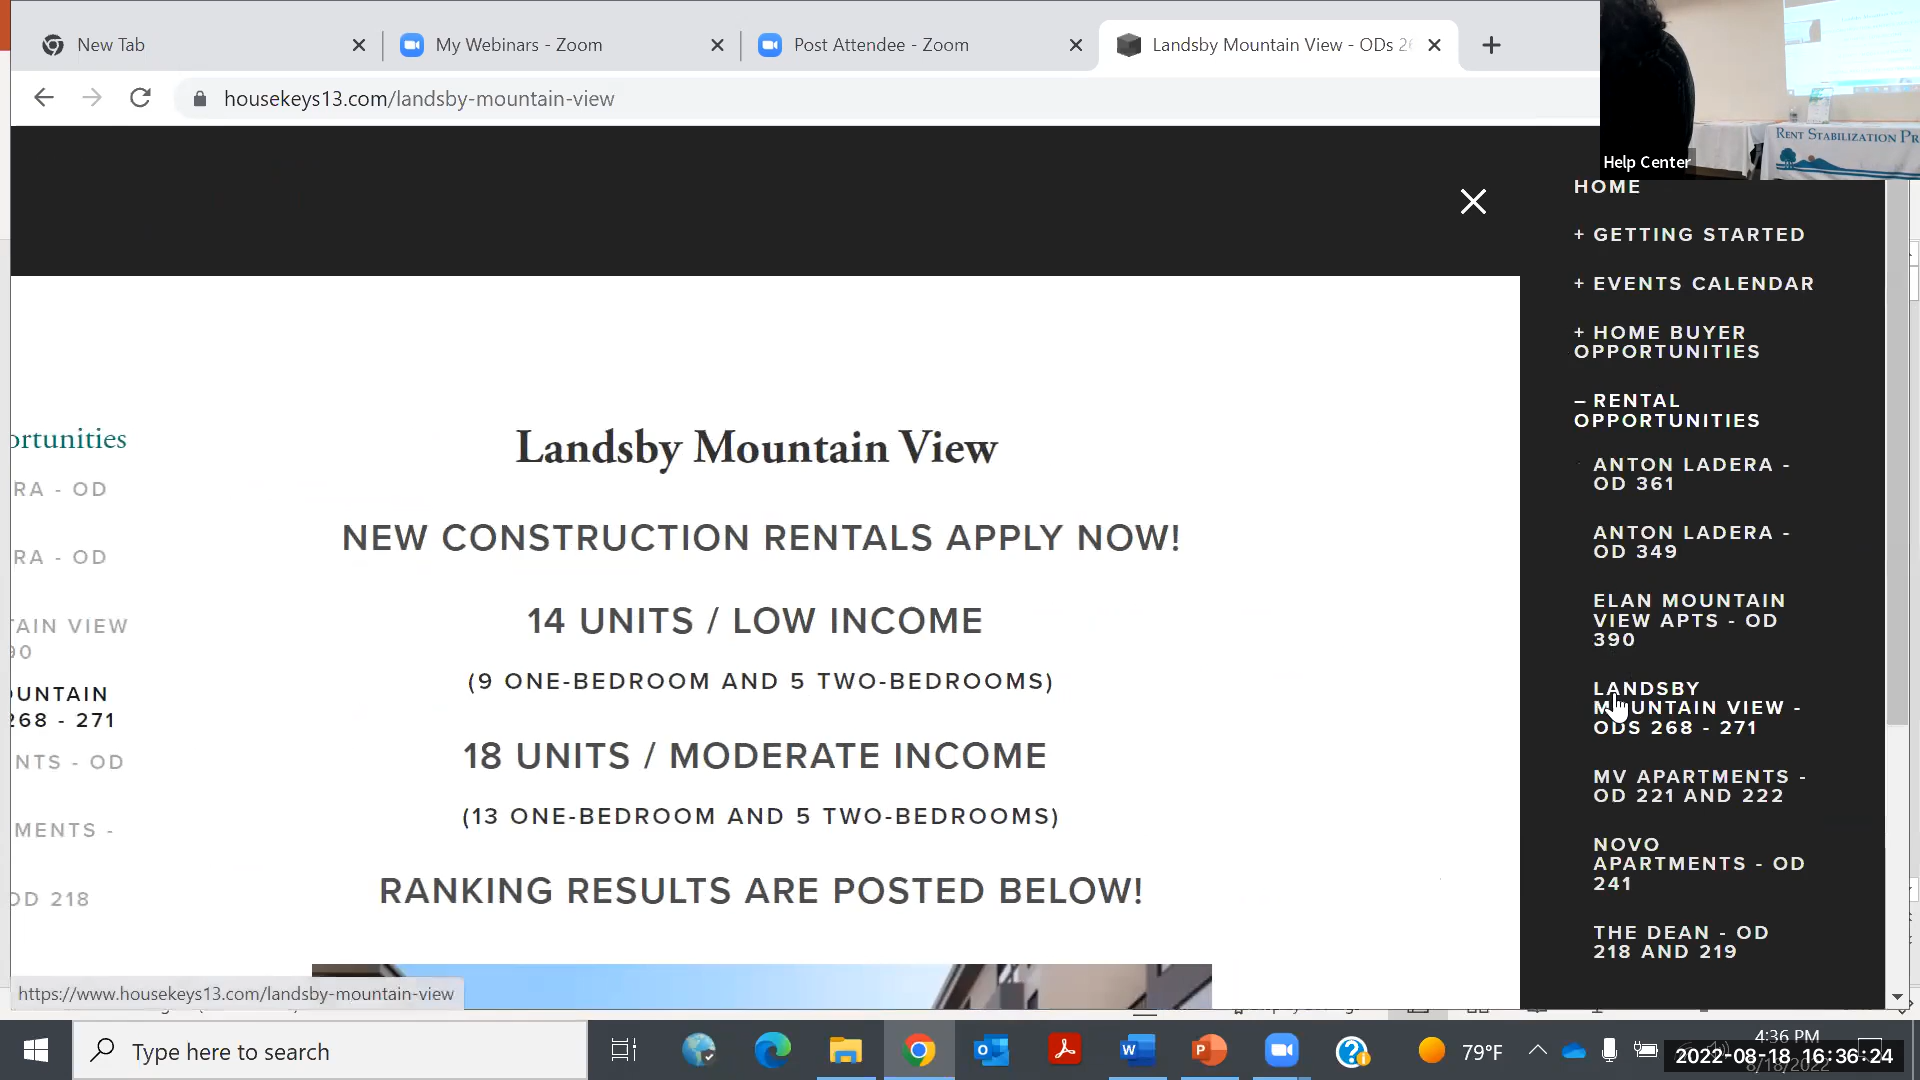 New Tab
My Webinars - Zoom
Post Attendee - Zoom
Landsby Mountain View - ODs 26
housekeys13.com/landsby-mountain-view
RENT STABILIZATION PR
Help Center
HOME
+ GETTING STARTED
+ EVENTS CALENDAR
+ HOME BUYER
OPPORTUNITIES
– RENTAL
OPPORTUNITIES
ANTON LADERA -
OD 361
ANTON LADERA -
OD 349
ELAN MOUNTAIN
VIEW APTS - OD
390
LANDSBY
MOUNTAIN VIEW -
ODS 268 - 271
MV APARTMENTS -
OD 221 AND 222
NOVO
APARTMENTS - OD
241
THE DEAN - OD
218 AND 219
ortunities
RA - OD
RA - OD
TAIN VIEW
90
OUNTAIN
268 - 271
NTS - OD
MENTS -
OD 218
Landsby Mountain View
NEW CONSTRUCTION RENTALS APPLY NOW!
14 UNITS / LOW INCOME
(9 ONE-BEDROOM AND 5 TWO-BEDROOMS)
18 UNITS / MODERATE INCOME
(13 ONE-BEDROOM AND 5 TWO-BEDROOMS)
RANKING RESULTS ARE POSTED BELOW!
https://www.housekeys13.com/landsby-mountain-view
Type here to search
79°F
4:36 PM
8/18/2022
2022-08-18 16:36:24